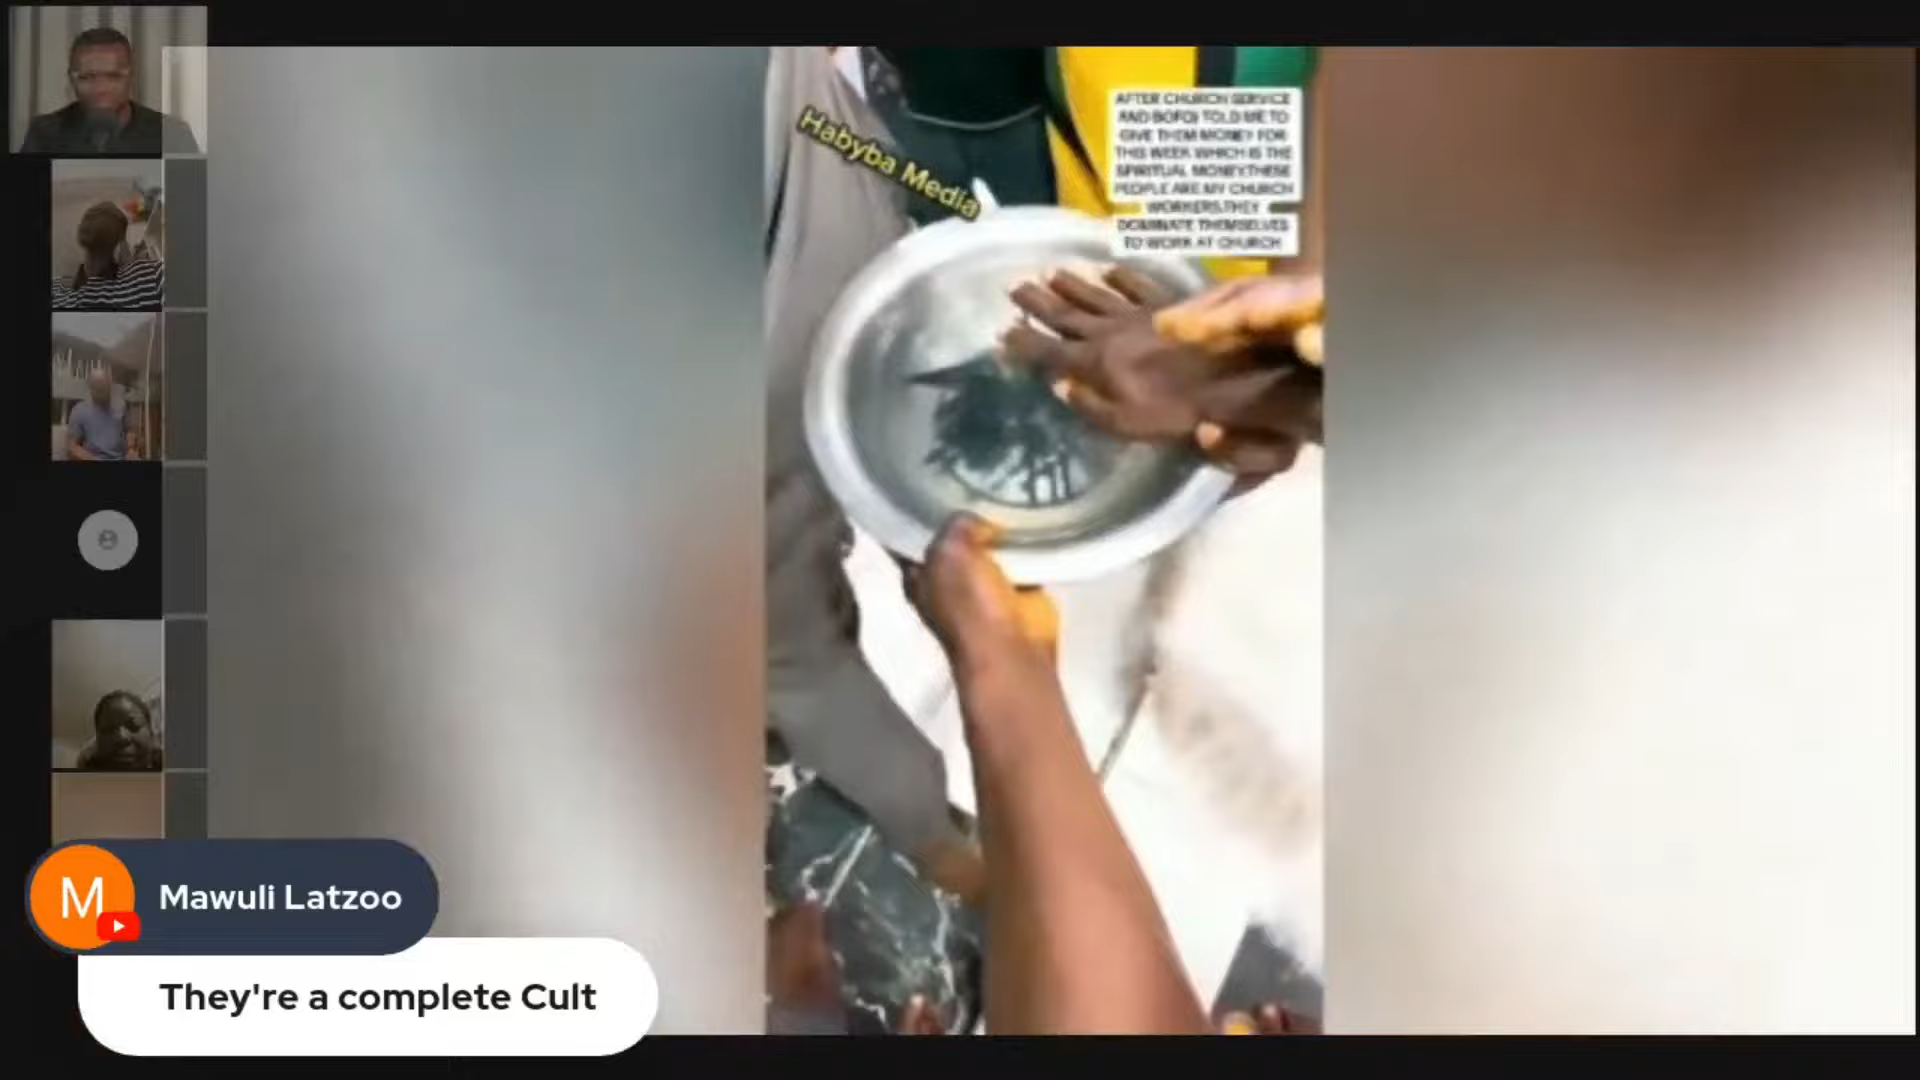 Habyba Media
AFTER CHURCH SERVICE
AND BOFOJ TOLD ME TO
GIVE THEM MONEY FOR
THIS WEEK WHICH IS THE
SPIRITUAL MONEY.THESE
PEOPLE ARE MY CHURCH
WORKERS.THEY
DOMINATE THEMSELVES
TO WORK AT CHURCH
M
Mawuli Latzoo
They're a complete Cult